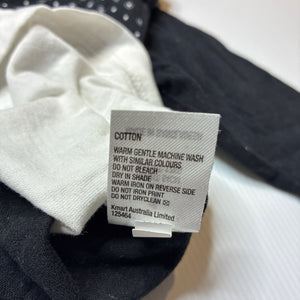 COTTON
WARM GENTLE MACHINE WASH
WITH SIMILAR COLOURS
DO NOT BLEACH
DRY IN SHADE
WARM IRON ON REVERSE SIDE
DO NOT IRON PRINT
DO NOT DRYCLEAN
Kmart Australia Limited
125464